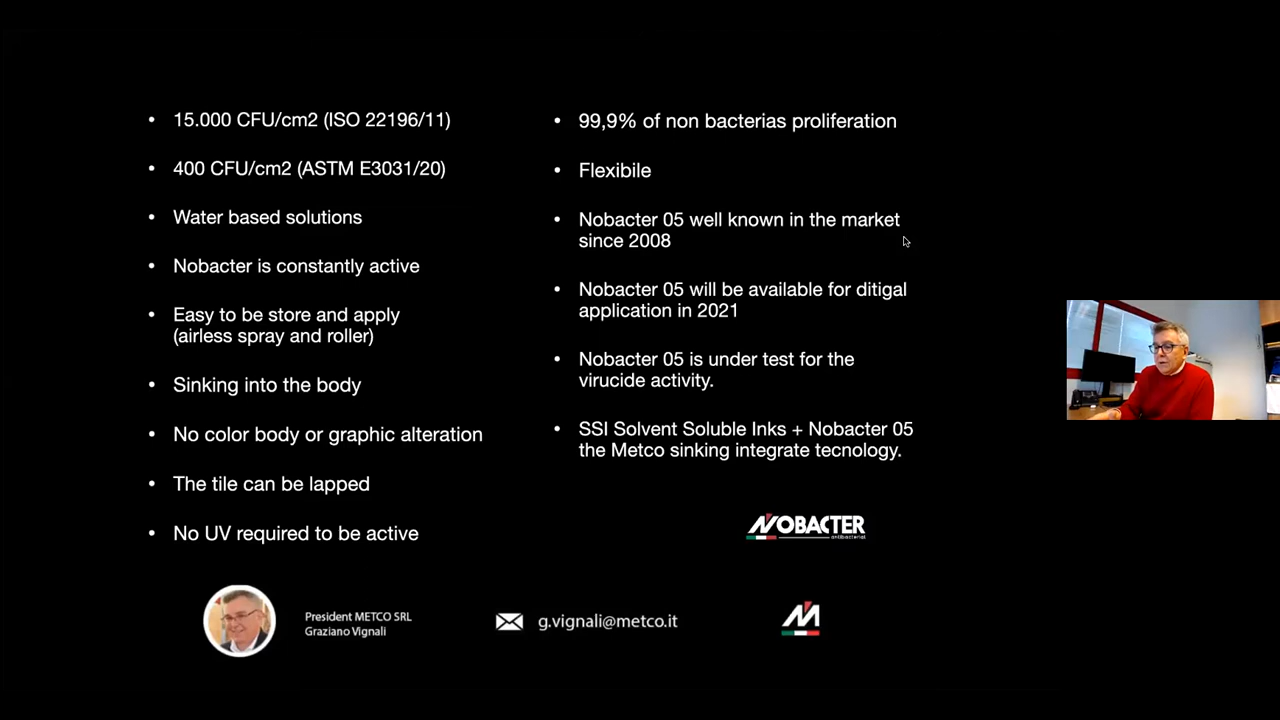 15.000 CFU/cm2 (ISO 22196/11)
400 CFU/cm2 (ASTM E3031/20)
Water based solutions
Nobacter is constantly active
Easy to be store and apply
(airless spray and roller)
Sinking into the body
No color body or graphic alteration
The tile can be lapped
No UV required to be active
99,9% of non bacterias proliferation
Flexibile
Nobacter 05 well known in the market
since 2008
Nobacter 05 will be available for ditigal
application in 2021
Nobacter 05 is under test for the
virucide activity.
SSI Solvent Soluble Inks + Nobacter 05
the Metco sinking integrate tecnology.
NOBACTER
antibacterial
President METCO SRL
Graziano Vignali
g.vignali@metco.it
M